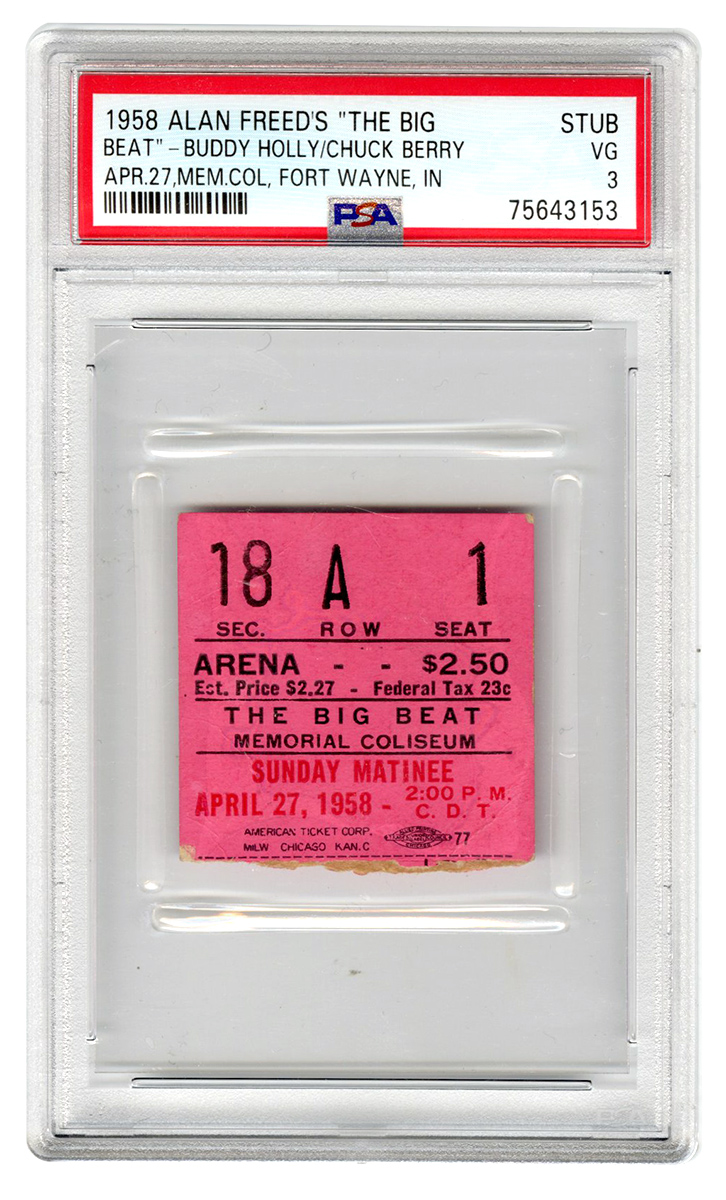 1958 ALAN FREED'S "THE BIG STUB
BEAT" - BUDDY HOLLY/CHUCK BERRY VG
APR.27,MEM.COL, FORT WAYNE, IN 3
PSA 75643153
18 A 1
SEC. ROW SEAT
ARENA - - $2.50
Est. Price $2.27 - Federal Tax 23c
THE BIG BEAT
MEMORIAL COLISEUM
SUNDAY MATINEE
APRIL 27, 1958 - 2:00 P. M.
C. D. T.
AMERICAN TICKET CORP.
MILW CHICAGO KAN.C 77
PSA